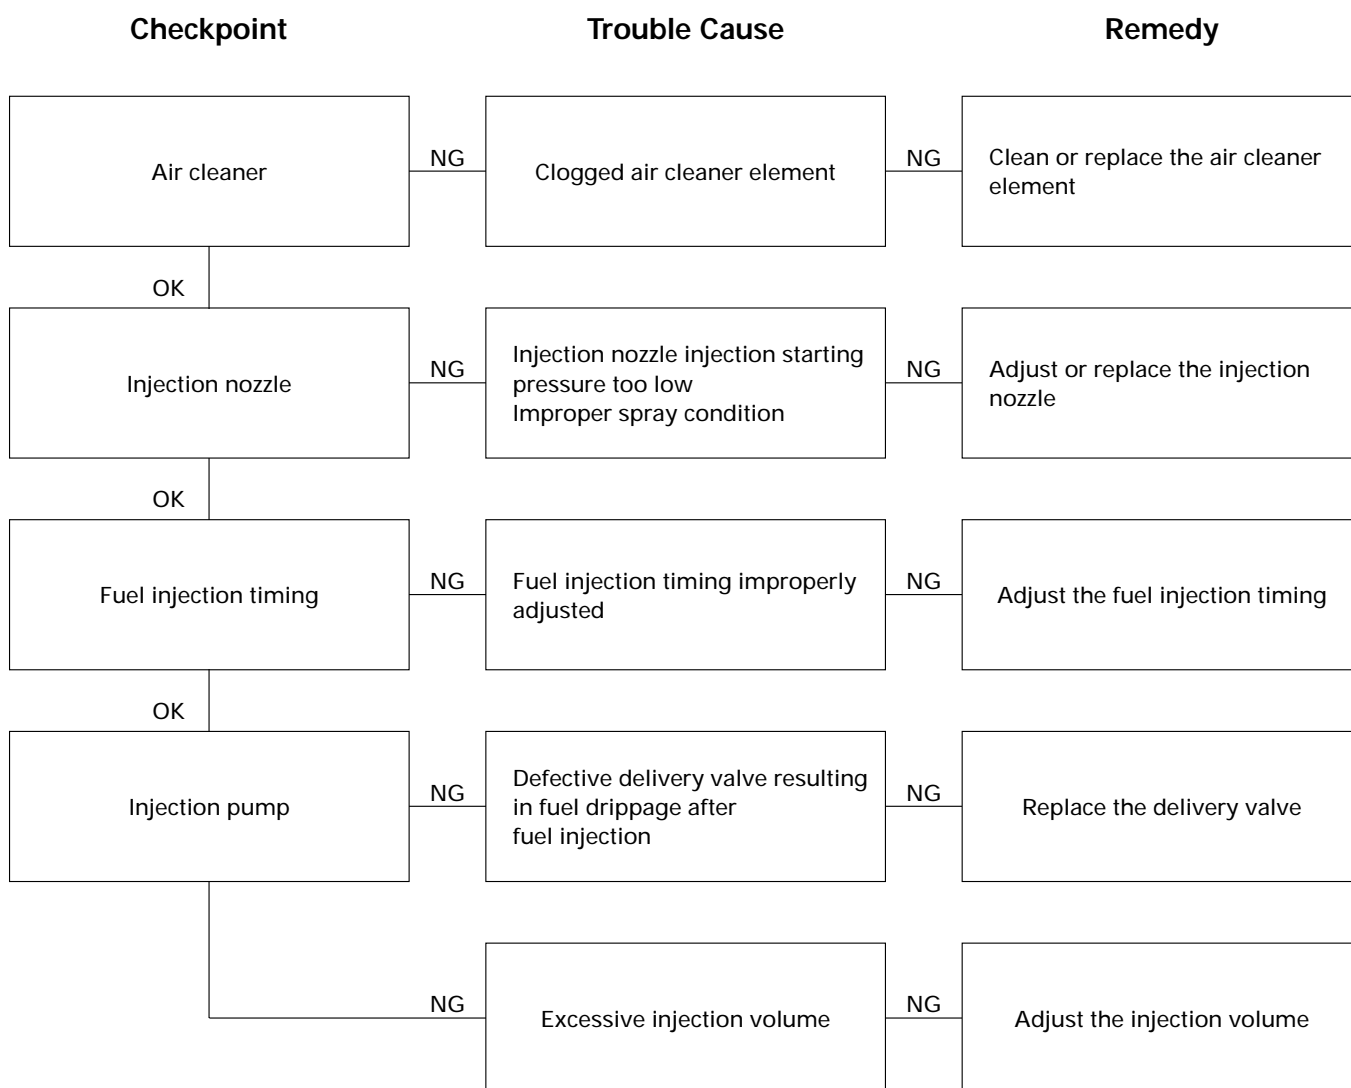 Checkpoint
Trouble Cause
Remedy
Air cleaner
NG
Clogged air cleaner element
NG
Clean or replace the air cleaner
element
OK
Injection nozzle
NG
Injection nozzle injection starting
pressure too low
Improper spray condition
NG
Adjust or replace the injection
nozzle
OK
Fuel injection timing
NG
Fuel injection timing improperly
adjusted
NG
Adjust the fuel injection timing
OK
Injection pump
NG
Defective delivery valve resulting
in fuel drippage after
fuel injection
NG
Replace the delivery valve
NG
Excessive injection volume
NG
Adjust the injection volume